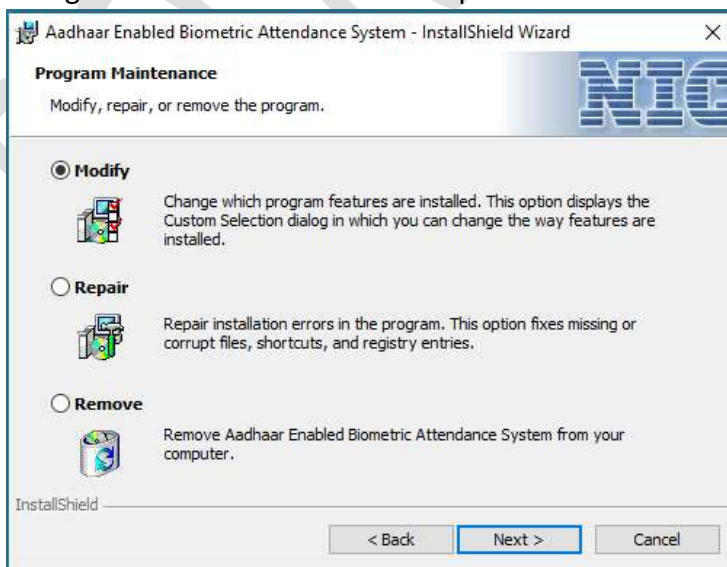 Aadhaar Enabled Biometric Attendance System - InstallShield Wizard
Program Maintenance
Modify, repair, or remove the program.
NIC
Modify
Change which program features are installed. This option displays the
Custom Selection dialog in which you can change the way features are
installed.
Repair
Repair installation errors in the program. This option fixes missing or
corrupt files, shortcuts, and registry entries.
Remove
Remove Aadhaar Enabled Biometric Attendance System from your
computer.
InstallShield
< Back Next > Cancel